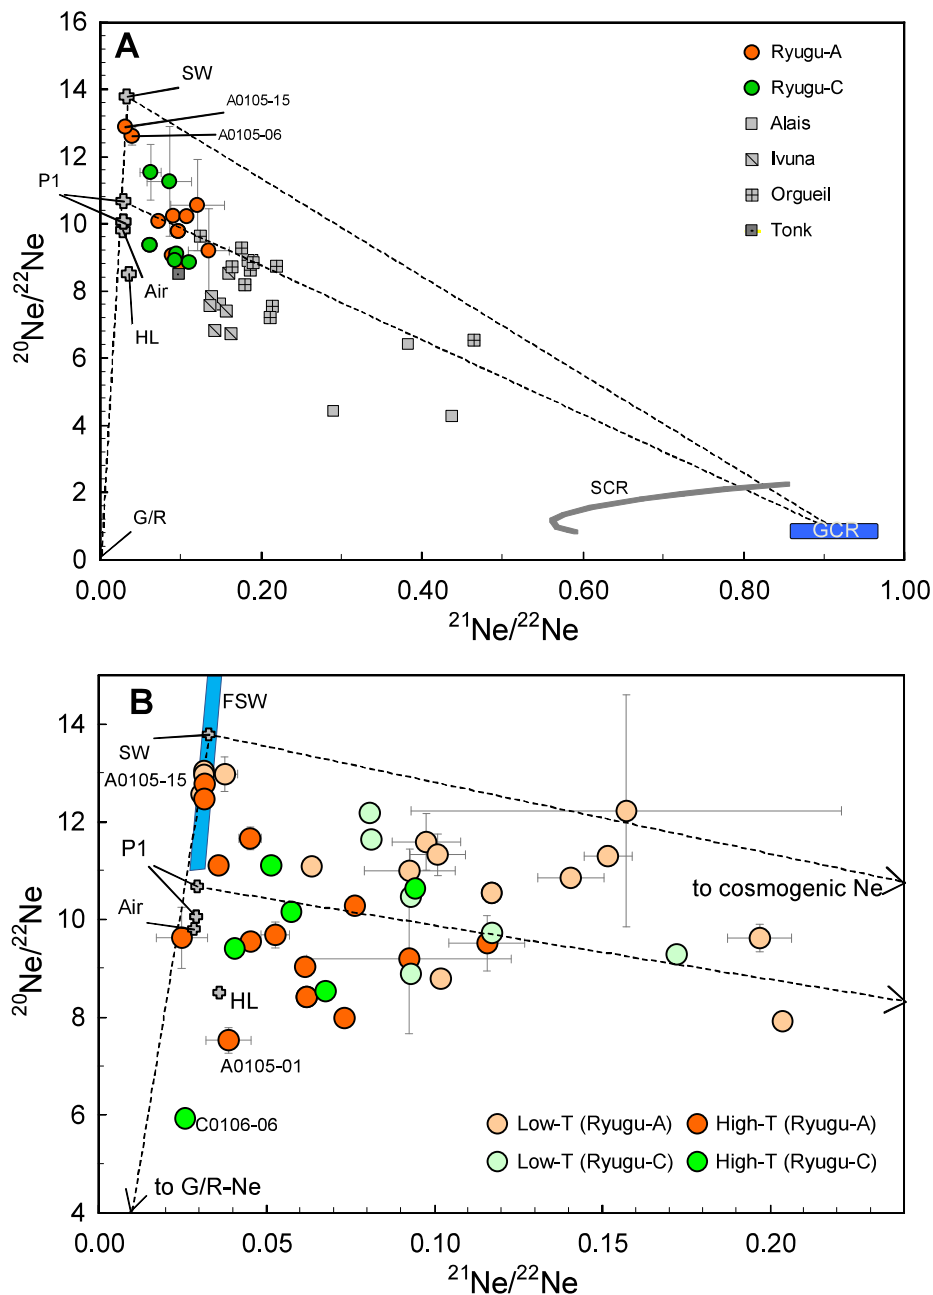 A
16
14
12
10
8
6
4
2
0
²⁰Ne/²²Ne
SW
A0105-15
A0105-06
P1
Air
HL
G/R
SCR
GCR
Ryugu-A
Ryugu-C
Alais
Ivuna
Orgueil
Tonk
0.00
0.20
0.40
0.60
0.80
1.00
²¹Ne/²²Ne
B
14
12
10
8
6
4
²⁰Ne/²²Ne
FSW
SW
A0105-15
P1
Air
HL
A0105-01
C0106-06
to G/R-Ne
to cosmogenic Ne
Low-T (Ryugu-A)
High-T (Ryugu-A)
Low-T (Ryugu-C)
High-T (Ryugu-C)
0.00
0.05
0.10
0.15
0.20
²¹Ne/²²Ne